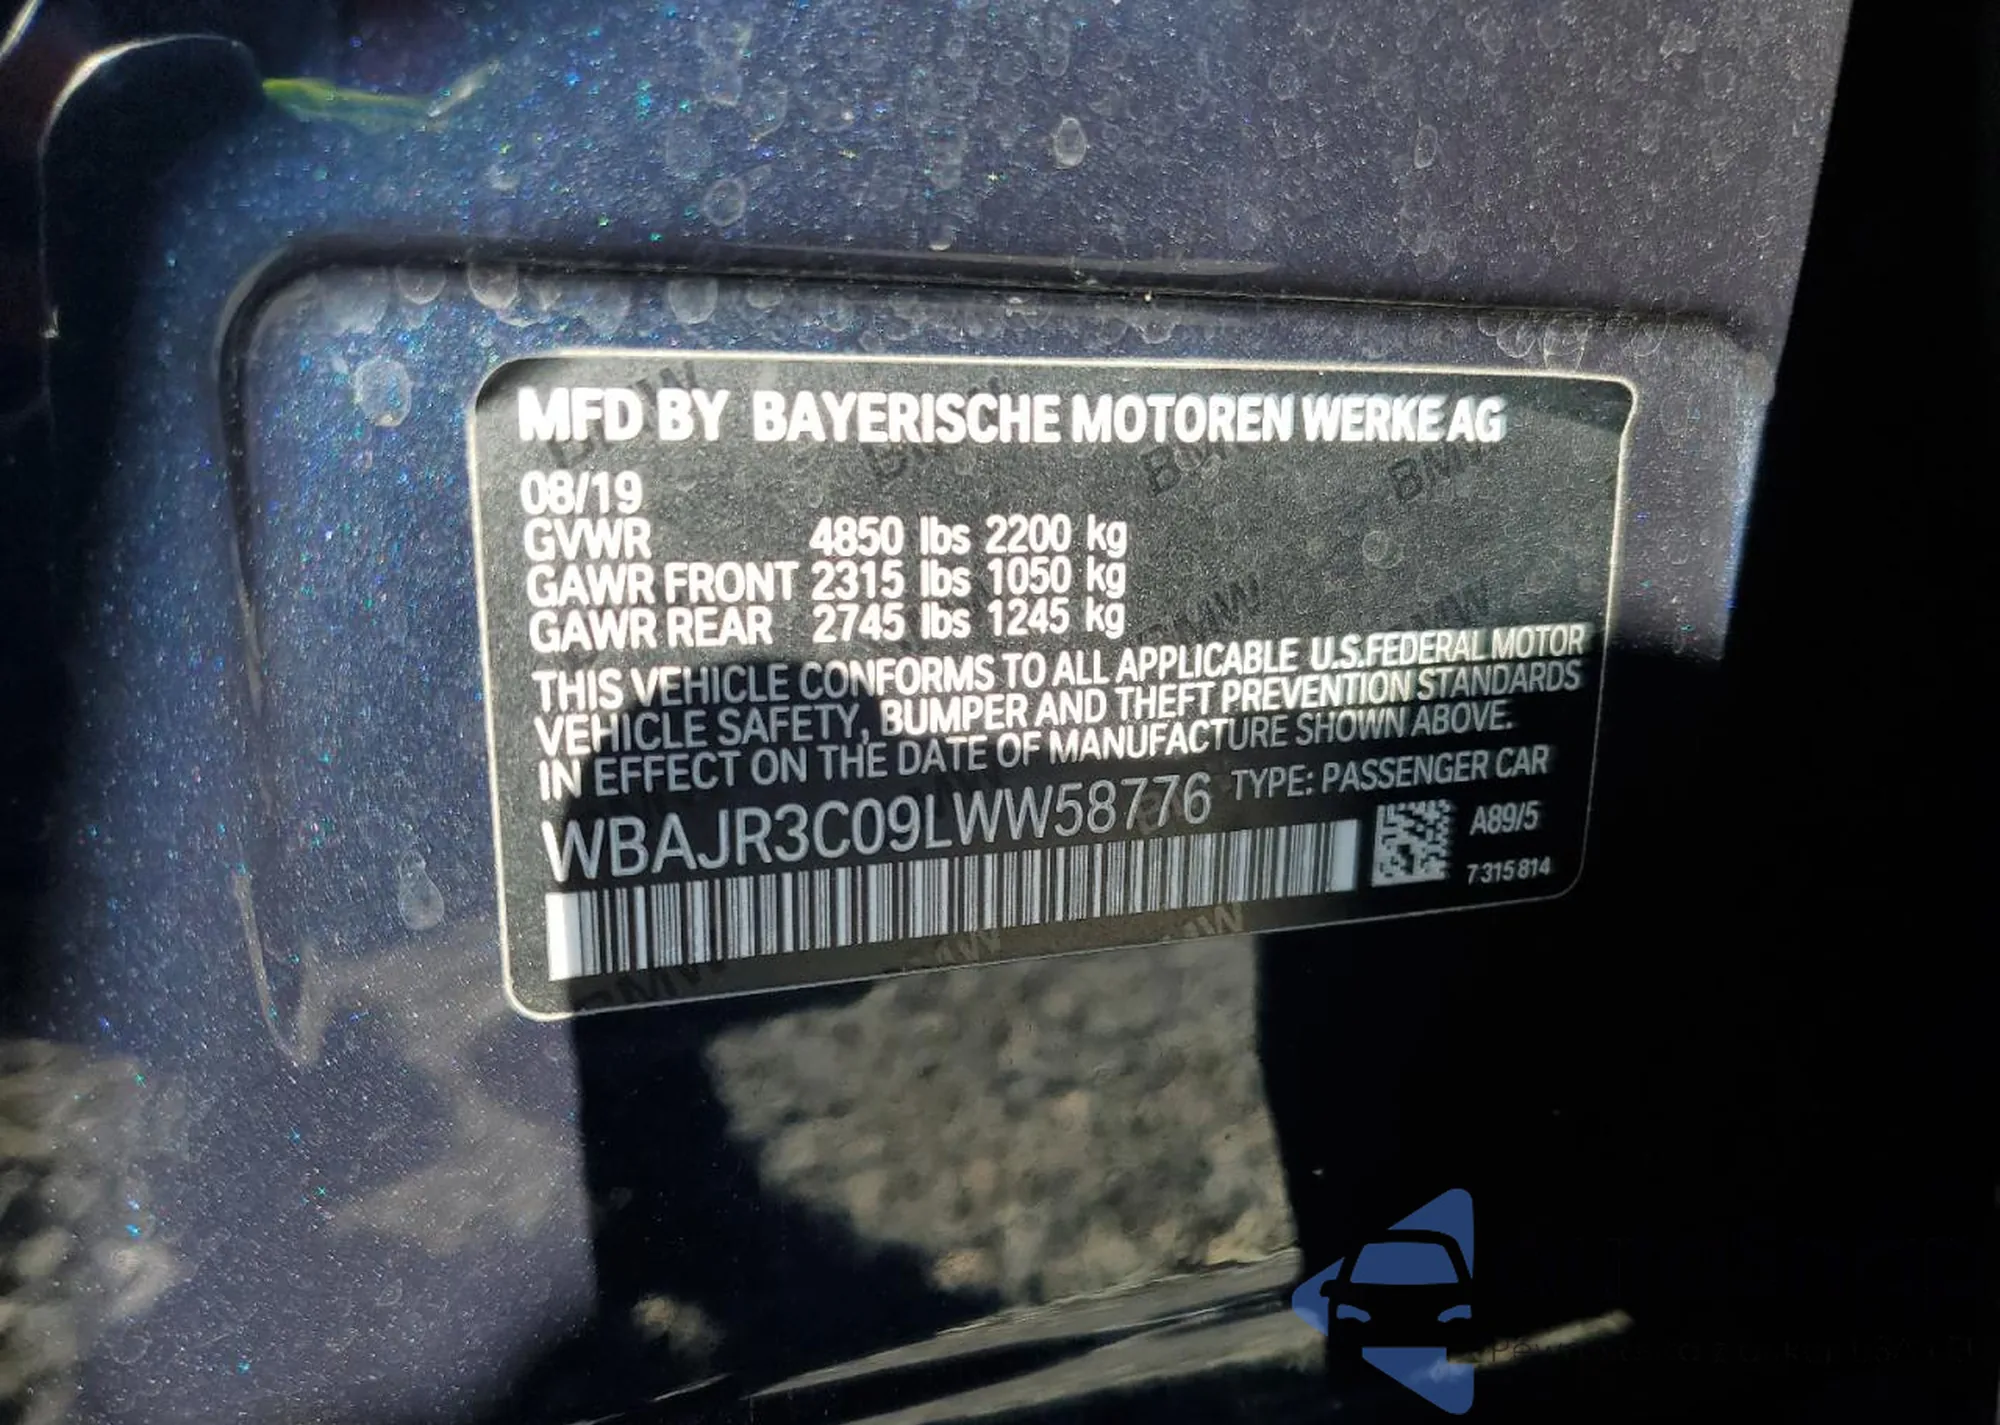 MFD BY BAYERISCHE MOTOREN WERKE AG
08/19
GVWR 4850 lbs 2200 kg
GAWR FRONT 2315 lbs 1050 kg
GAWR REAR 2745 lbs 1245 kg
THIS VEHICLE CONFORMS TO ALL APPLICABLE U.S.FEDERAL MOTOR
VEHICLE SAFETY, BUMPER AND THEFT PREVENTION STANDARDS
IN EFFECT ON THE DATE OF MANUFACTURE SHOWN ABOVE.
WBAJR3C09LWW58776 TYPE: PASSENGER CAR
A89/5
7 315 814